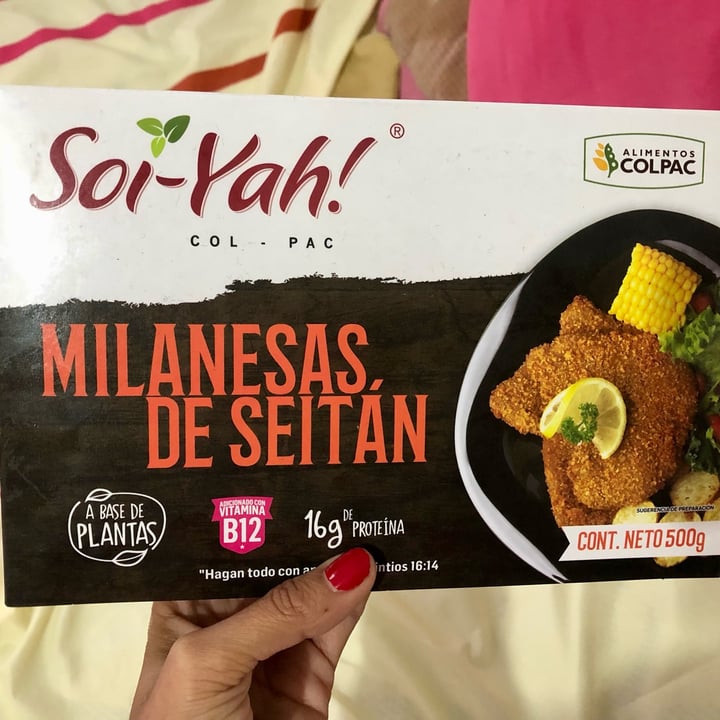 Soi-Yah!®
COL - PAC
ALIMENTOS
COLPAC
MILANESAS
DE SEITÁN
A BASE DE
PLANTAS
ADICIONADO CON
VITAMINA
B12
16g DE PROTEÍNA
SUGERENCIA DE PREPARACIÓN
CONT. NETO 500g
"Hagan todo con intios 16:14